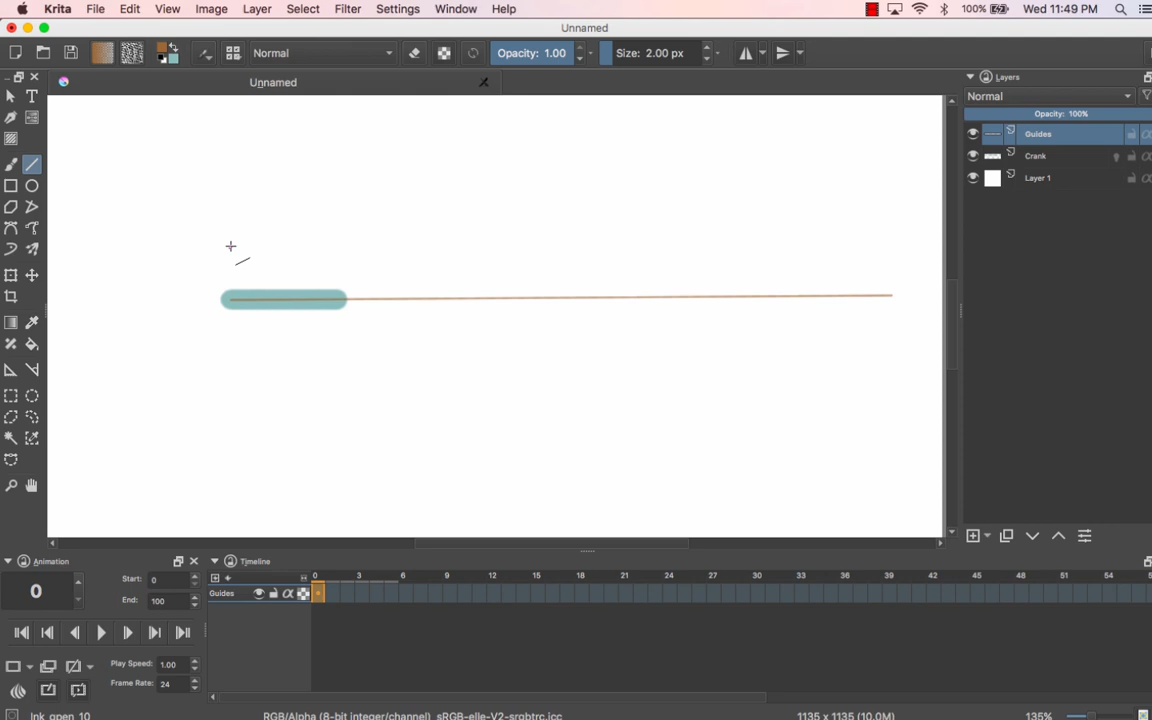 Krita File Edit View Image Layer Select Filter Settings Window Help 100% Wed 11:49 PM
Unnamed
Normal Opacity: 1.00 Size: 2.00 px
Unnamed
Layers
Normal
Opacity: 100%
Guides
Crank
Layer 1
Animation Timeline
0 Start: 0
End: 100
0 3 6 9 12 15 18 21 24 27 30 33 36 39 42 45 48 51 54
Guides
Play Speed: 1.00
Frame Rate: 24
Ink_gpen_10 RGB/Alpha (8-bit integer/channel) sRGB-elle-V2-srgbtrc.icc 1135 x 1135 (10.0M) 135%